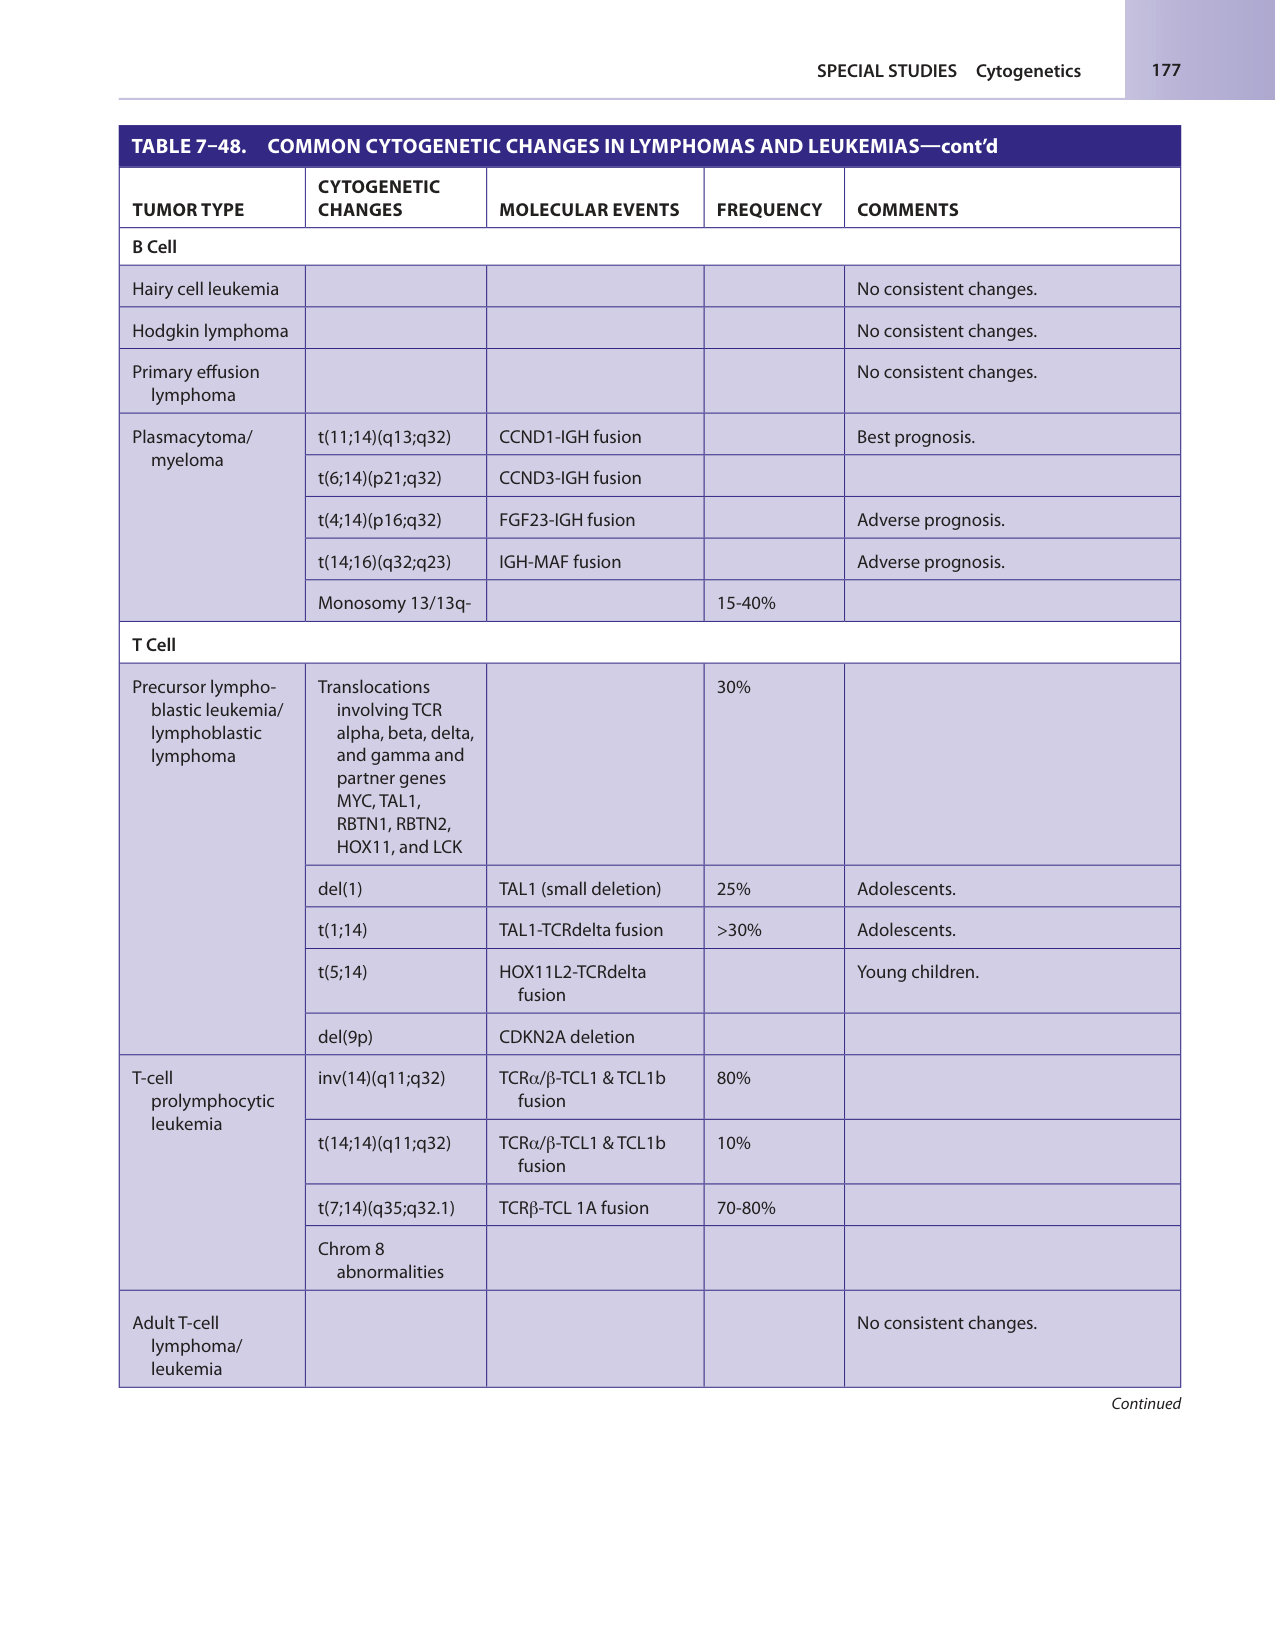 SPECIAL STUDIES Cytogenetics 177
TABLE 7–48. COMMON CYTOGENETIC CHANGES IN LYMPHOMAS AND LEUKEMIAS—cont’d
CYTOGENETIC
TUMOR TYPE CHANGES MOLECULAR EVENTS FREQUENCY COMMENTS
B Cell
Hairy cell leukemia No consistent changes.
Hodgkin lymphoma No consistent changes.
Primary effusion No consistent changes.
lymphoma
Plasmacytoma/ t(11;14)(q13;q32) CCND1-IGH fusion Best prognosis.
myeloma
t(6;14)(p21;q32) CCND3-IGH fusion
t(4;14)(p16;q32) FGF23-IGH fusion Adverse prognosis.
t(14;16)(q32;q23) IGH-MAF fusion Adverse prognosis.
Monosomy 13/13q- 15-40%
T Cell
Precursor lympho- Translocations 30%
blastic leukemia/ involving TCR
lymphoblastic alpha, beta, delta,
lymphoma and gamma and
partner genes
MYC, TAL1,
RBTN1, RBTN2,
HOX11, and LCK
del(1) TAL1 (small deletion) 25% Adolescents.
t(1;14) TAL1-TCRdelta fusion >30% Adolescents.
t(5;14) HOX11L2-TCRdelta Young children.
fusion
del(9p) CDKN2A deletion
T-cell inv(14)(q11;q32) TCRα/β-TCL1 & TCL1b 80%
prolymphocytic fusion
leukemia
t(14;14)(q11;q32) TCRα/β-TCL1 & TCL1b 10%
fusion
t(7;14)(q35;q32.1) TCRβ-TCL 1A fusion 70-80%
Chrom 8
abnormalities
Adult T-cell No consistent changes.
lymphoma/
leukemia
Continued